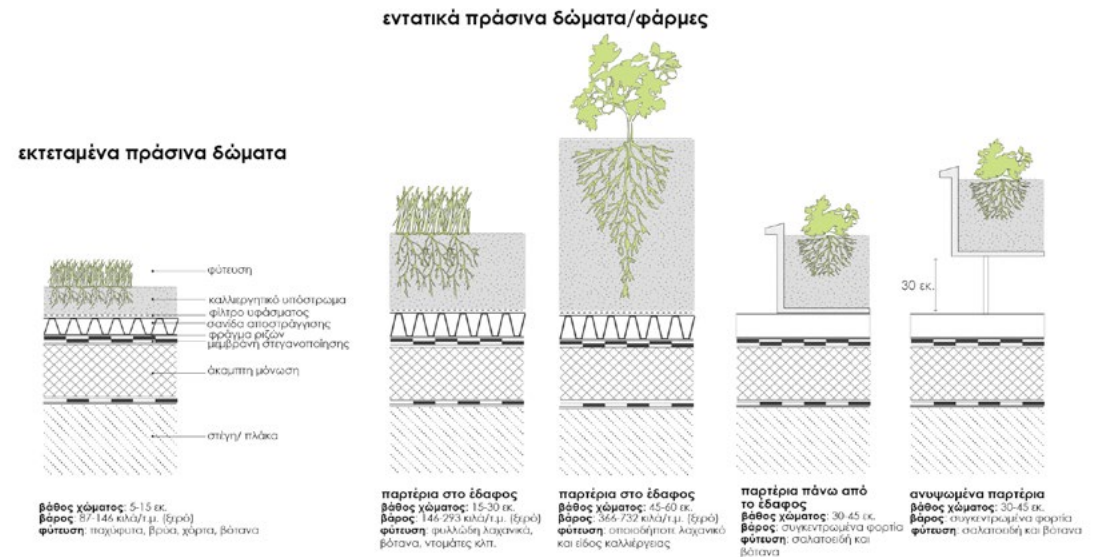 εντατικά πράσινα δώματα/φάρμες
εκτεταμένα πράσινα δώματα
φύτευση
καλλιεργητικό υπόστρωμα
φίλτρο υφάσματος
σανίδα αποστράγγισης
φράγμα ριζών
μεμβράνη στεγανοποίησης
άκαμπτη μόνωση
στέγη/ πλάκα
30 εκ.
βάθος χώματος: 5-15 εκ.
βάρος: 87-146 κιλά/τ.μ. (ξερό)
φύτευση: παχύφυτα, βρύα, χόρτα, βότανα
παρτέρια στο έδαφος
βάθος χώματος: 15-30 εκ.
βάρος: 146-293 κιλά/τ.μ. (ξερό)
φύτευση: φυλλώδη λαχανικά,
βότανα, ντομάτες κλπ.
παρτέρια στο έδαφος
βάθος χώματος: 45-60 εκ.
βάρος: 366-732 κιλά/τ.μ. (ξερό)
φύτευση: οποιοδήποτε λαχανικό
και είδος καλλιέργειας
παρτέρια πάνω από
το έδαφος
βάθος χώματος: 30-45 εκ.
βάρος: συγκεντρωμένα φορτία
φύτευση: σαλατοειδή και
βότανα
ανυψωμένα παρτέρια
βάθος χώματος: 30-45 εκ.
βάρος: συγκεντρωμένα φορτία
φύτευση: σαλατοειδή και βότανα